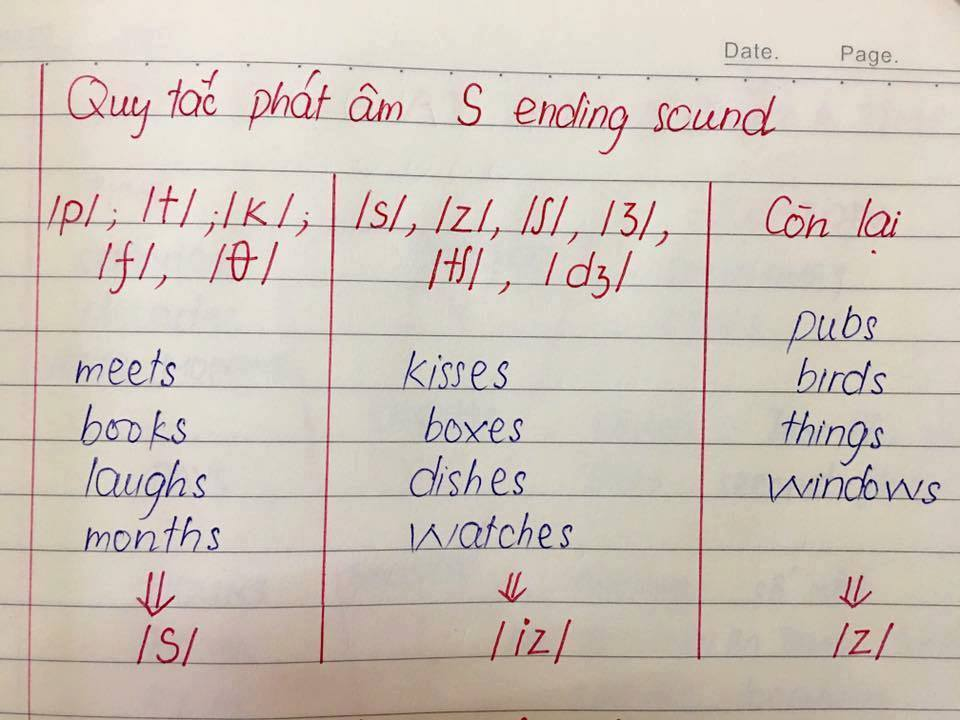 Date. Page.
Quy tắc phát âm S ending sound
/p/; /t/; /k/;
/f/, /θ/
meets
books
laughs
months
⇓
/s/
/s/, /z/, /ʃ/, /ʒ/,
/tʃ/, /dʒ/
kisses
boxes
dishes
watches
⇓
/iz/
Còn lại
pubs
birds
things
windows
⇓
/z/